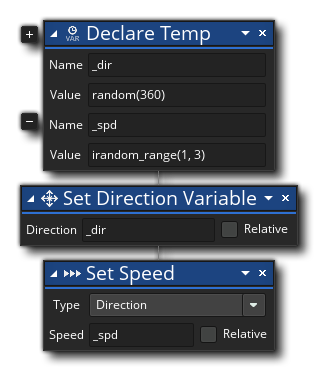 VAR Declare Temp
Name _dir
Value random(360)
Name _spd
Value irandom_range(1, 3)
Set Direction Variable
Direction _dir Relative
Set Speed
Type Direction
Speed _spd Relative